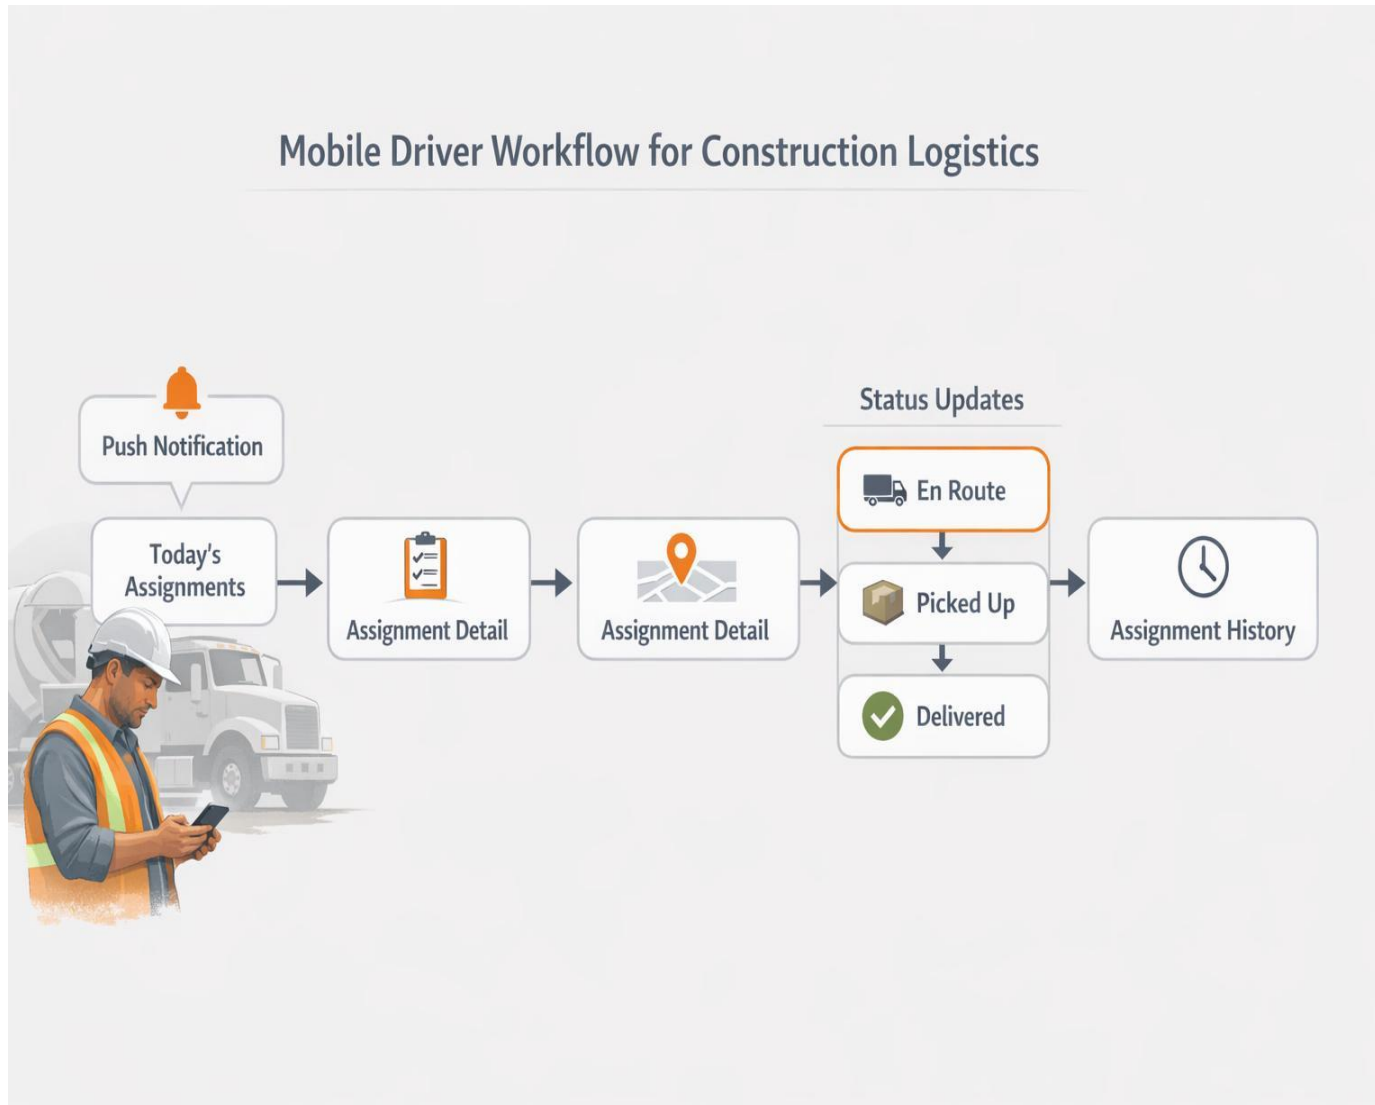 Mobile Driver Workflow for Construction Logistics
Push Notification
Today's
Assignments
Assignment Detail
Assignment Detail
Status Updates
En Route
Picked Up
Delivered
Assignment History